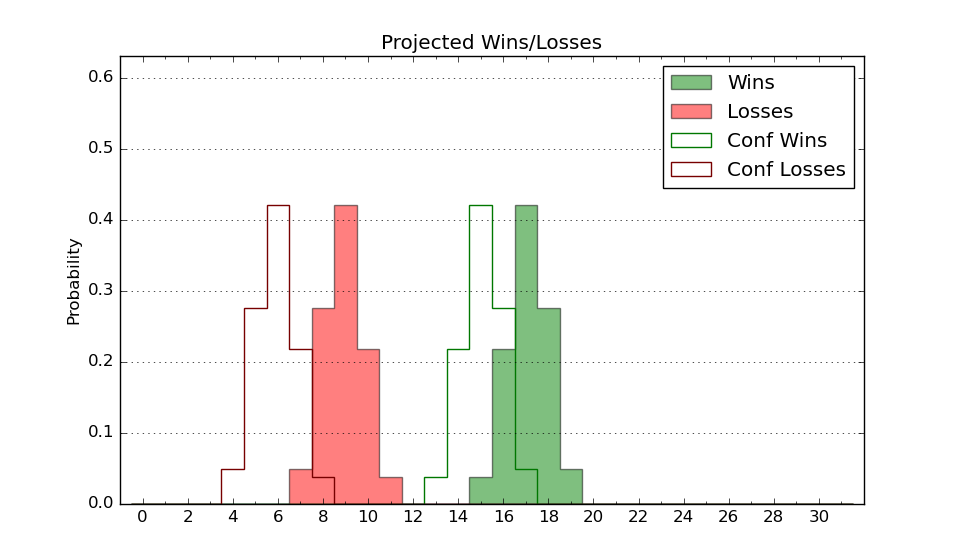 Projected Wins/Losses
0.6
0.5
0.4
0.3
0.2
0.1
0.0
Probability
Wins
Losses
Conf Wins
Conf Losses
0 2 4 6 8 10 12 14 16 18 20 22 24 26 28 30